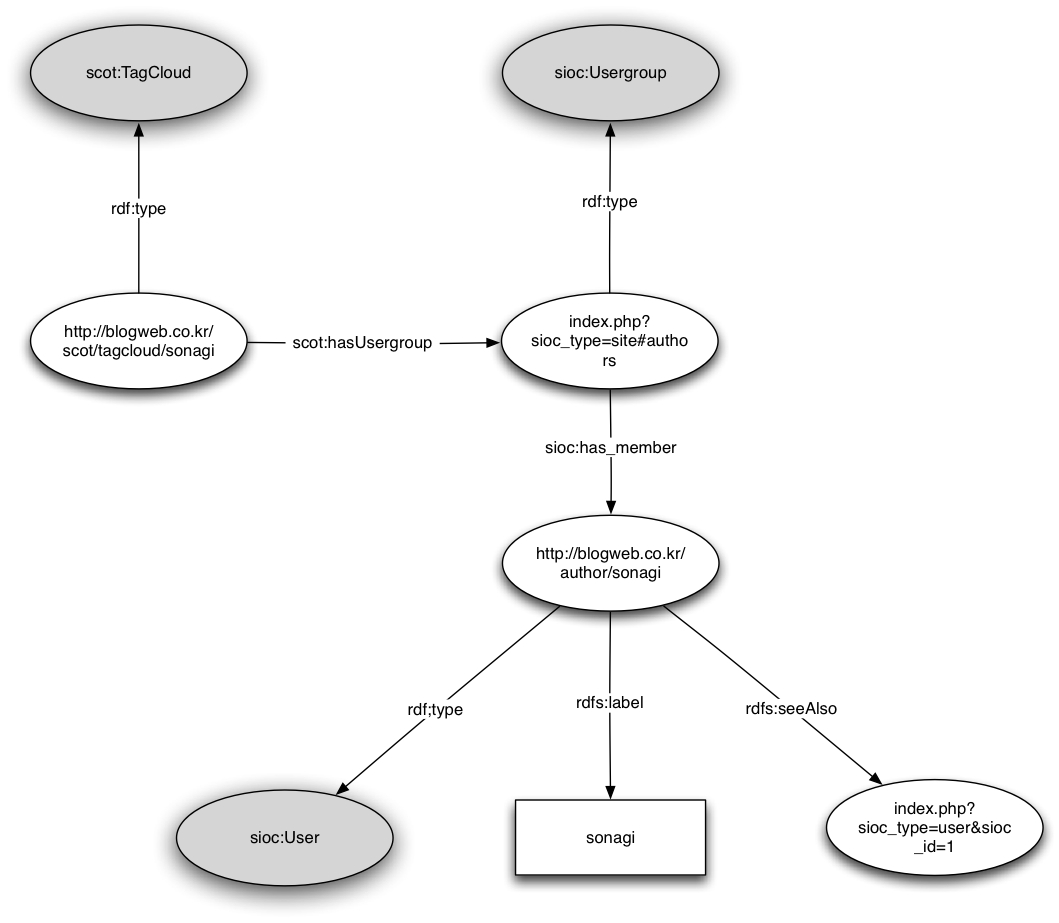 scot:TagCloud
sioc:Usergroup
rdf:type
rdf:type
http://blogweb.co.kr/
scot/tagcloud/sonagi
scot:hasUsergroup
index.php?
sioc_type=site#autho
rs
sioc:has_member
http://blogweb.co.kr/
author/sonagi
rdf;type
rdfs:label
rdfs:seeAlso
sioc:User
sonagi
index.php?
sioc_type=user&sioc
_id=1